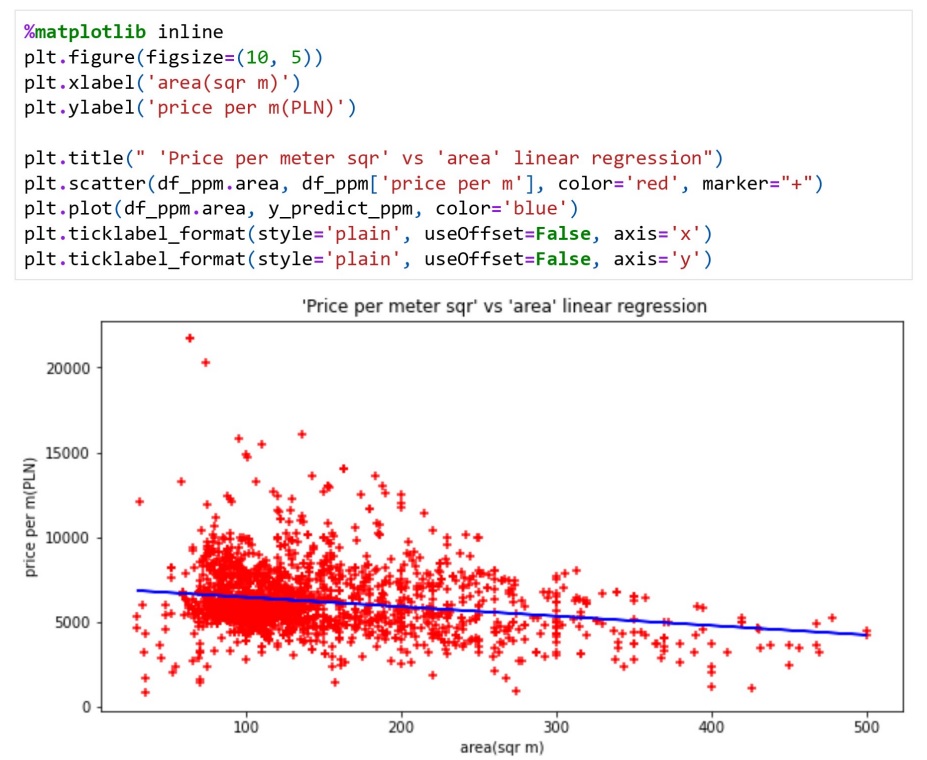 %matplotlib inline
plt.figure(figsize=(10, 5))
plt.xlabel('area(sqr m)')
plt.ylabel('price per m(PLN)')
plt.title(" 'Price per meter sqr' vs 'area' linear regression")
plt.scatter(df_ppm.area, df_ppm['price per m'], color='red', marker="+")
plt.plot(df_ppm.area, y_predict_ppm, color='blue')
plt.ticklabel_format(style='plain', useOffset=False, axis='x')
plt.ticklabel_format(style='plain', useOffset=False, axis='y')
'Price per meter sqr' vs 'area' linear regression
20000
15000
10000
5000
0
price per m(PLN)
100 200 300 400 500
area(sqr m)